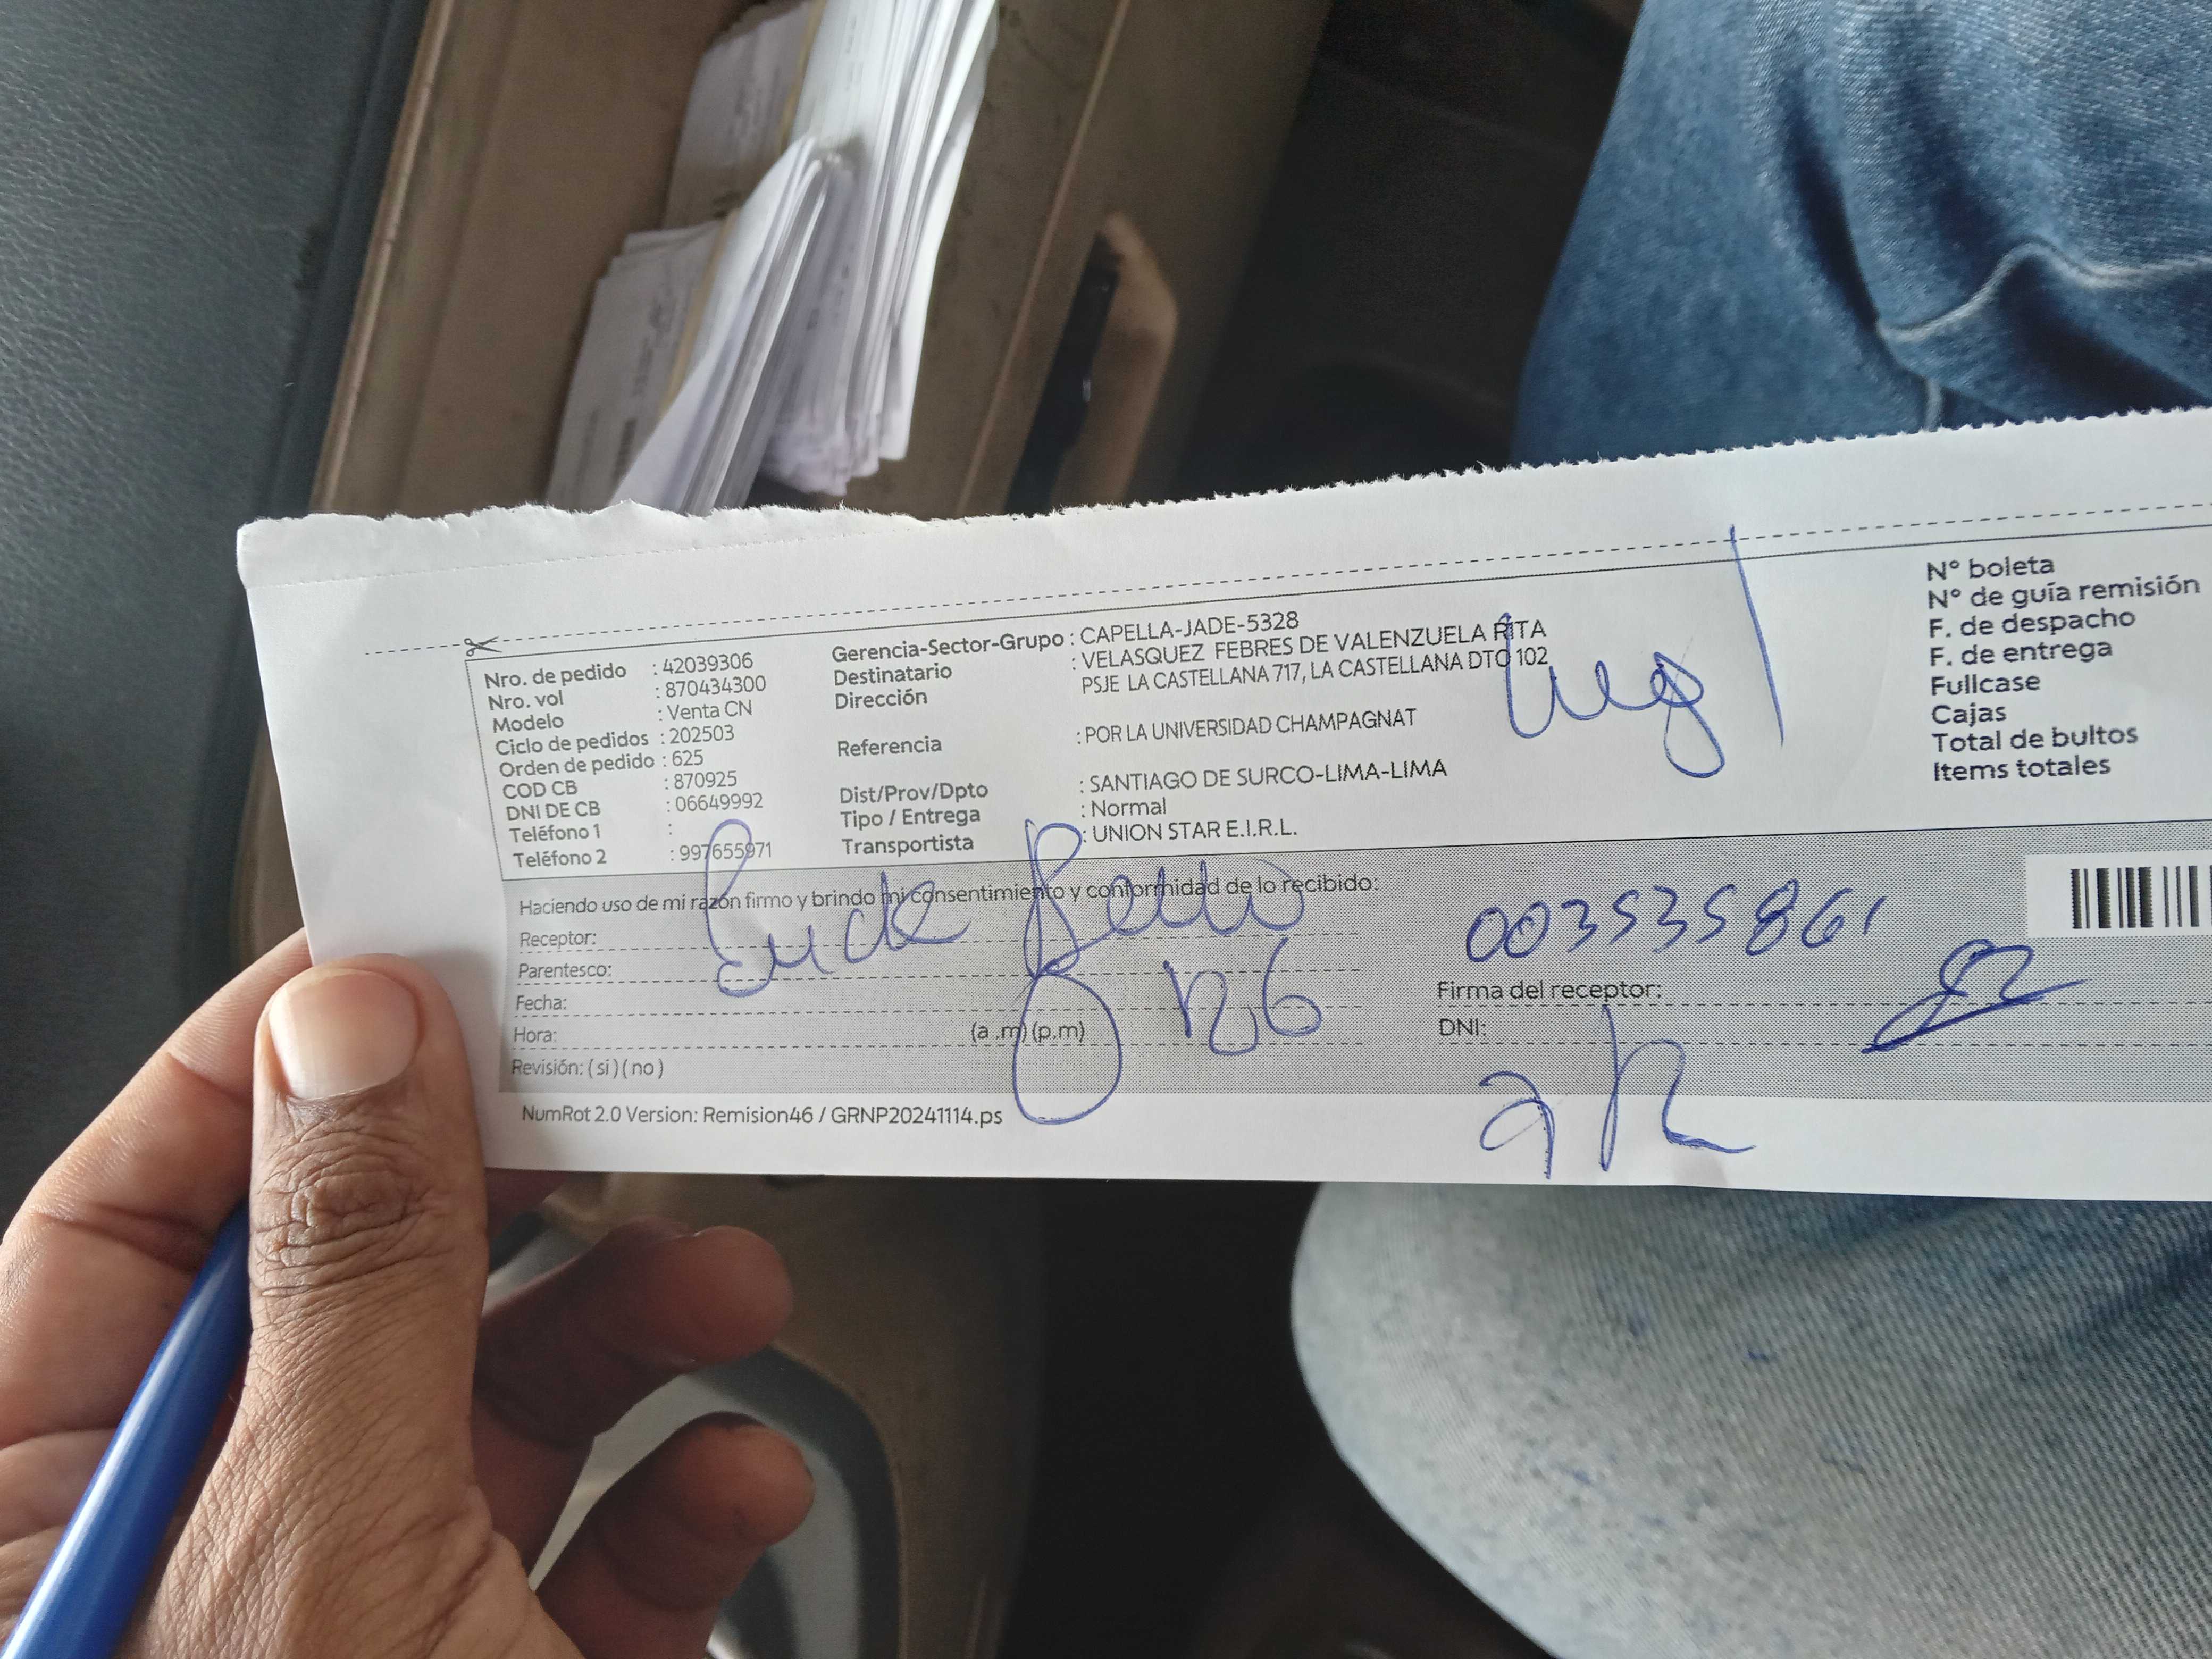 Nro. de pedido : 42039306
Nro. vol : 870434300
Modelo : Venta CN
Ciclo de pedidos : 202503
Orden de pedido : 625
COD CB : 870925
DNI DE CB : 06649992
Teléfono 1 :
Teléfono 2 : 997655971
Gerencia-Sector-Grupo : CAPELLA-JADE-5328
Destinatario : VELASQUEZ FEBRES DE VALENZUELA RITA
Dirección PSJE LA CASTELLANA 717, LA CASTELLANA DTO 102
Referencia : POR LA UNIVERSIDAD CHAMPAGNAT
Dist/Prov/Dpto : SANTIAGO DE SURCO-LIMA-LIMA
Tipo / Entrega : Normal
Transportista : UNION STAR E.I.R.L.
N° boleta
N° de guía remisión
F. de despacho
F. de entrega
Fullcase
Cajas
Total de bultos
Items totales
Haciendo uso de mi razón firmo y brindo mi consentimiento y conformidad de lo recibido:
Receptor:
Parentesco:
Fecha:
Hora: (a .m) (p.m)
Revisión: ( si ) ( no )
003535861
Firma del receptor:
DNI:
NumRot 2.0 Version: Remision46 / GRNP20241114.ps